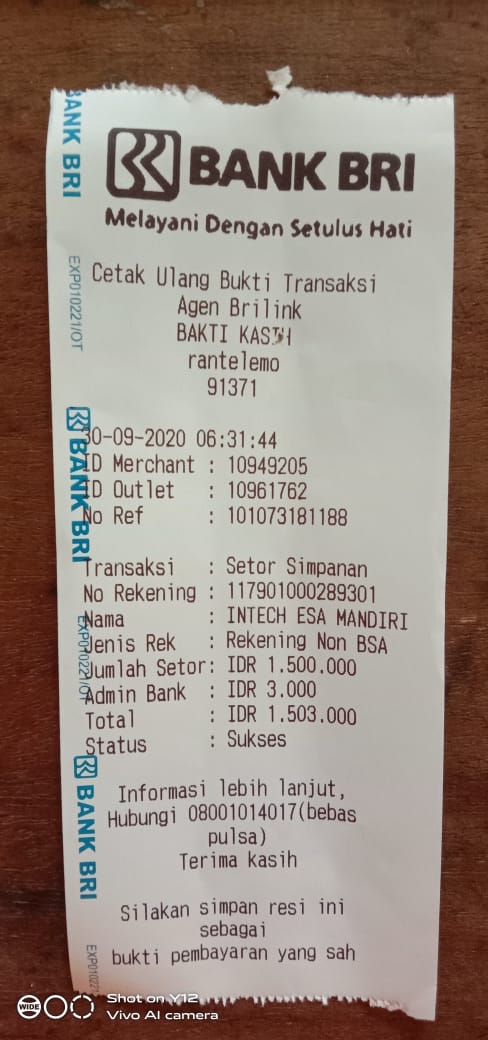 BANK BRI
Melayani Dengan Setulus Hati
Cetak Ulang Bukti Transaksi
Agen Brilink
BAKTI KASIH
rantelemo
91371
30-09-2020 06:31:44
ID Merchant : 10949205
ID Outlet : 10961762
No Ref : 101073181188
Transaksi : Setor Simpanan
No Rekening : 117901000289301
Nama : INTECH ESA MANDIRI
Jenis Rek : Rekening Non BSA
Jumlah Setor: IDR 1.500.000
Admin Bank : IDR 3.000
Total : IDR 1.503.000
Status : Sukses
Informasi lebih lanjut,
Hubungi 08001014017(bebas
pulsa)
Terima kasih
Silakan simpan resi ini
sebagai
bukti pembayaran yang sah
BANK BRI
EXP010221/OT
BANK BRI
EXP010221/OT
BANK BRI
WIDE
Shot on Y12
Vivo AI camera